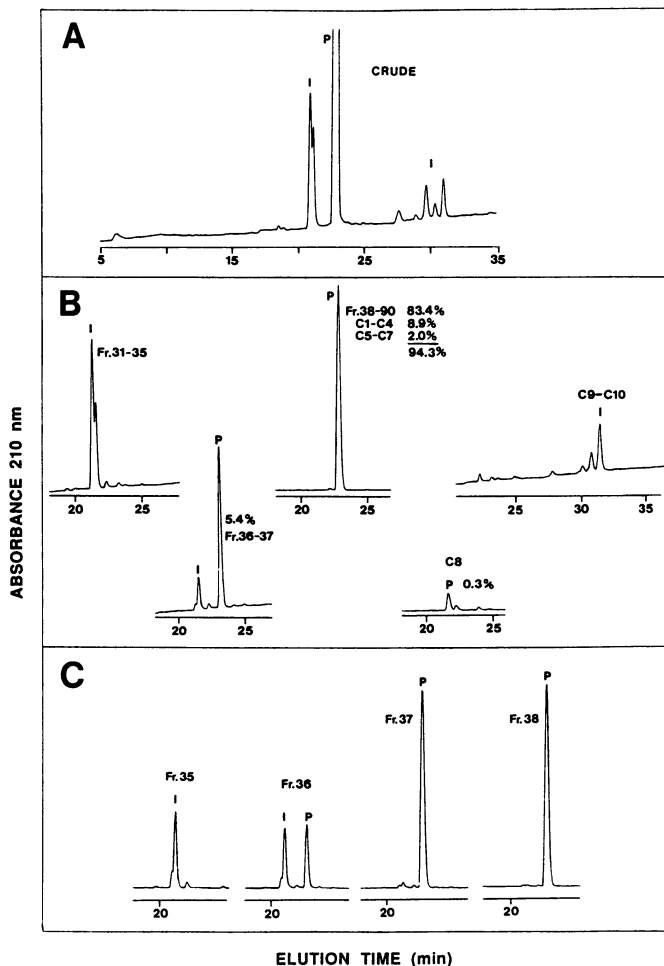 A
P
CRUDE
I
I
5 15 25 35
B
P
Fr.38-90 83.4%
C1-C4 8.9%
C5-C7 2.0%
94.3%
I
Fr.31-35
C9-C10
I
20 25
20 25
25 30 35
P
5.4%
Fr.36-37
I
20 25
C8
P 0.3%
20 25
C
Fr.35
I
Fr.36
I P
Fr.37
P
Fr.38
P
20
20
20
20
ABSORBANCE 210 nm
ELUTION TIME (min)